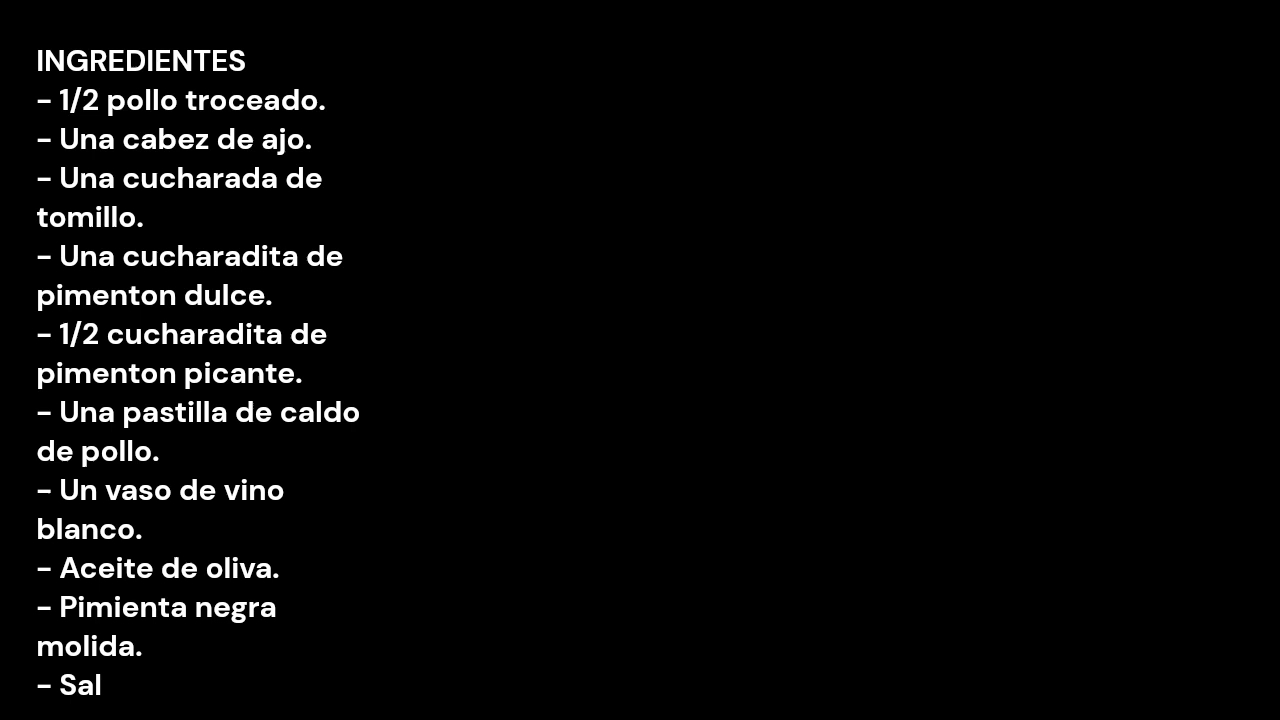 INGREDIENTES
- 1/2 pollo troceado.
- Una cabez de ajo.
- Una cucharada de
tomillo.
- Una cucharadita de
pimenton dulce.
- 1/2 cucharadita de
pimenton picante.
- Una pastilla de caldo
de pollo.
- Un vaso de vino
blanco.
- Aceite de oliva.
- Pimienta negra
molida.
- Sal